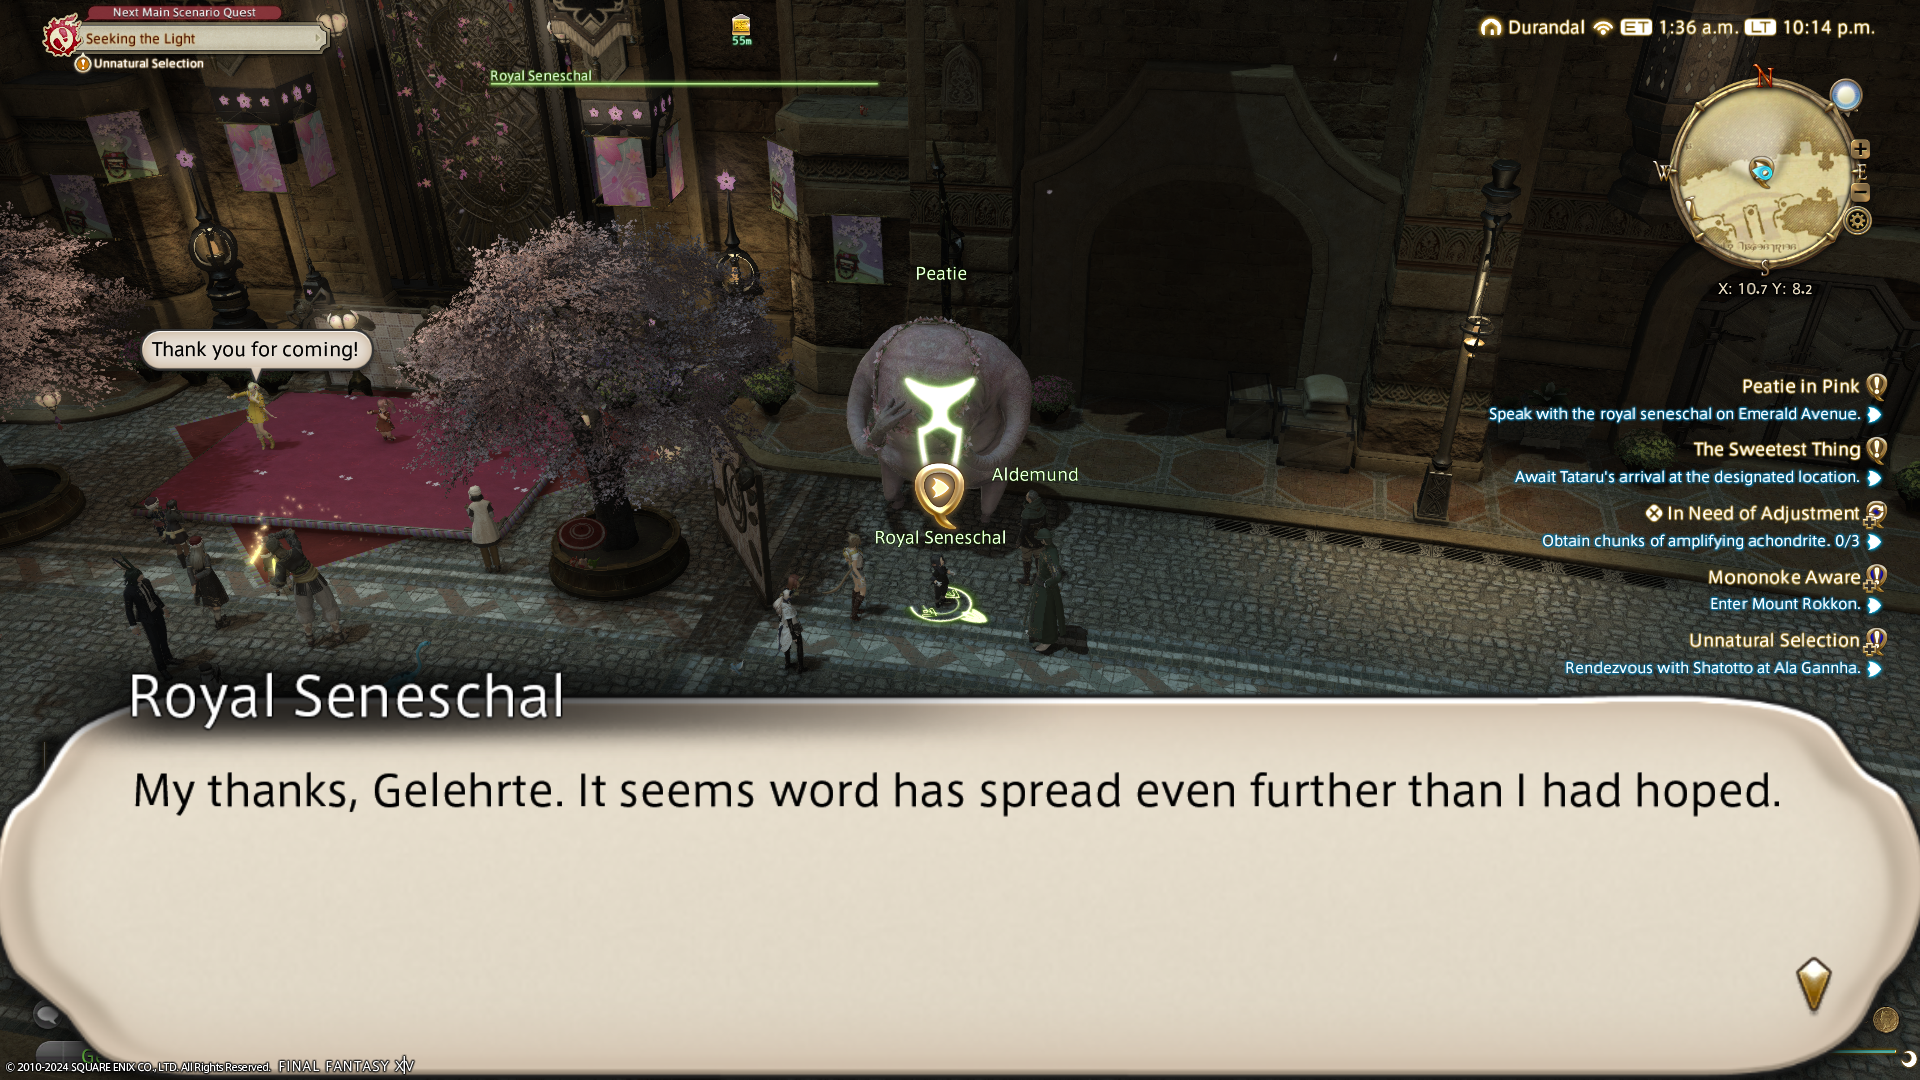 Next Main Scenario Quest
Seeking the Light
Unnatural Selection
55m
Durandal ET 1:36 a.m. LT 10:14 p.m.
Royal Seneschal
N
W
E
S
X: 10.7 Y: 8.2
Peatie
Thank you for coming!
Aldemund
Royal Seneschal
Peatie in Pink
Speak with the royal seneschal on Emerald Avenue.
The Sweetest Thing
Await Tataru's arrival at the designated location.
In Need of Adjustment
Obtain chunks of amplifying achondrite. 0/3
Mononoke Aware
Enter Mount Rokkon.
Unnatural Selection
Rendezvous with Shatotto at Ala Gannha.
Royal Seneschal
My thanks, Gelehrte. It seems word has spread even further than I had hoped.
© 2010-2024 SQUARE ENIX CO., LTD. All Rights Reserved. FINAL FANTASY XIV